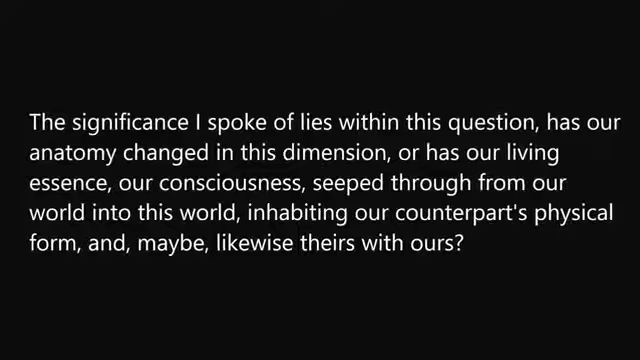 The significance I spoke of lies within this question, has our
anatomy changed in this dimension, or has our living
essence, our consciousness, seeped through from our
world into this world, inhabiting our counterpart's physical
form, and, maybe, likewise theirs with ours?